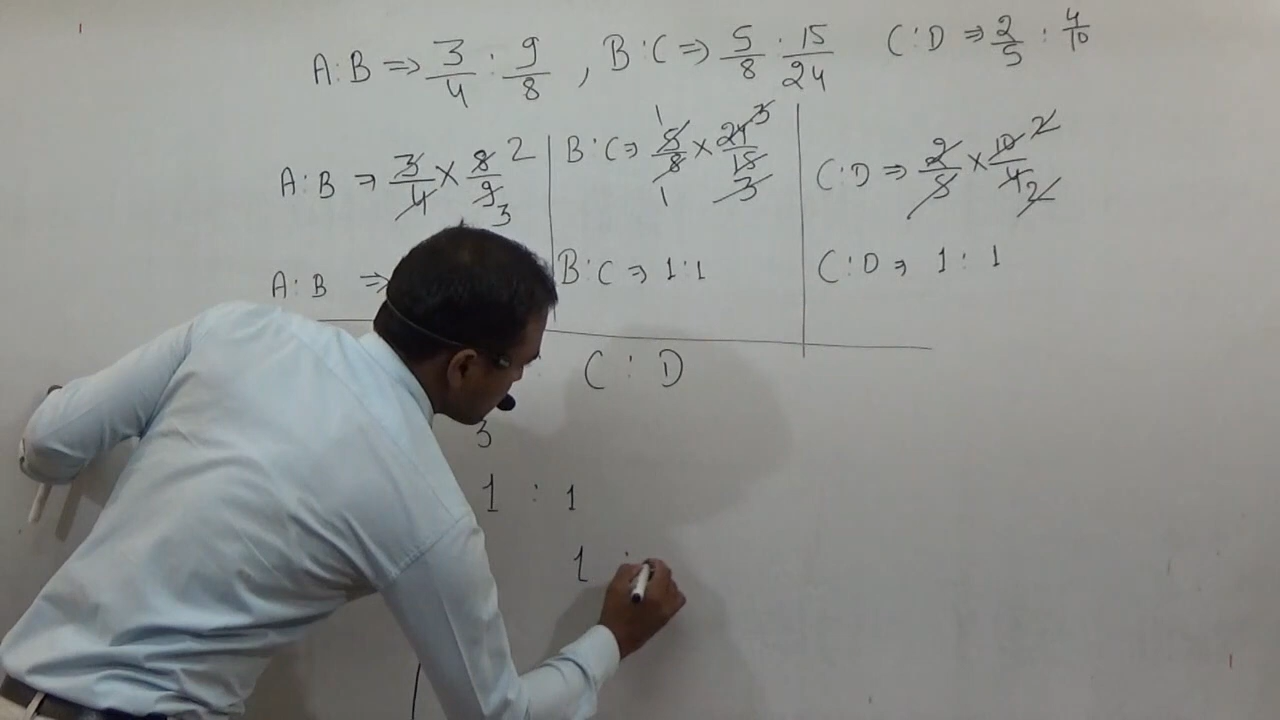 A:B ⇒ 3/4 : 9/8 , B:C ⇒ 5/8 : 15/24 C:D ⇒ 2/5 : 4/10
A:B ⇒ 3/4 × 8/9 2 3
B:C ⇒ 1 5/8 1 × 24/15 3 3
C:D ⇒ 2/5 × 10/4 2 2
A:B ⇒
B:C ⇒ 1:1
C:D ⇒ 1:1
C : D
3
1 : 1
1 :